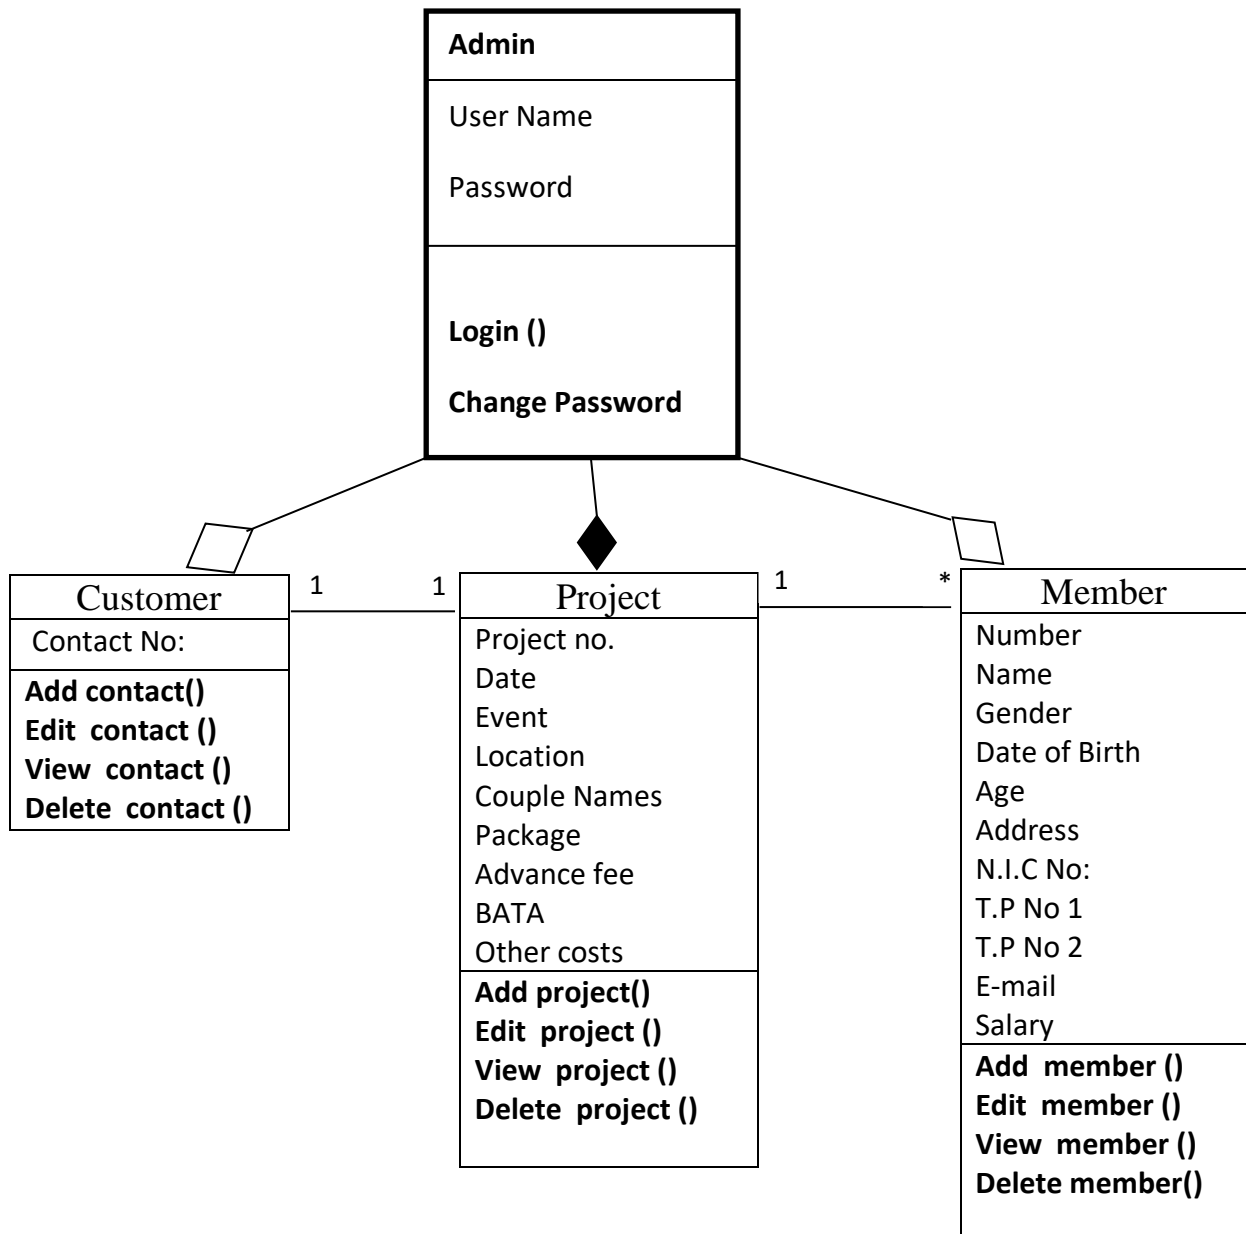 Admin
User Name
Password
Login ()
Change Password
Customer
Contact No:
Add contact()
Edit  contact ()
View  contact ()
Delete  contact ()
1
1
Project
Project no.
Date
Event
Location
Couple Names
Package
Advance fee
BATA
Other costs
Add project()
Edit  project ()
View  project ()
Delete  project ()
1
*
Member
Number
Name
Gender
Date of Birth
Age
Address
N.I.C No:
T.P No 1
T.P No 2
E-mail
Salary
Add  member ()
Edit  member ()
View  member ()
Delete member()